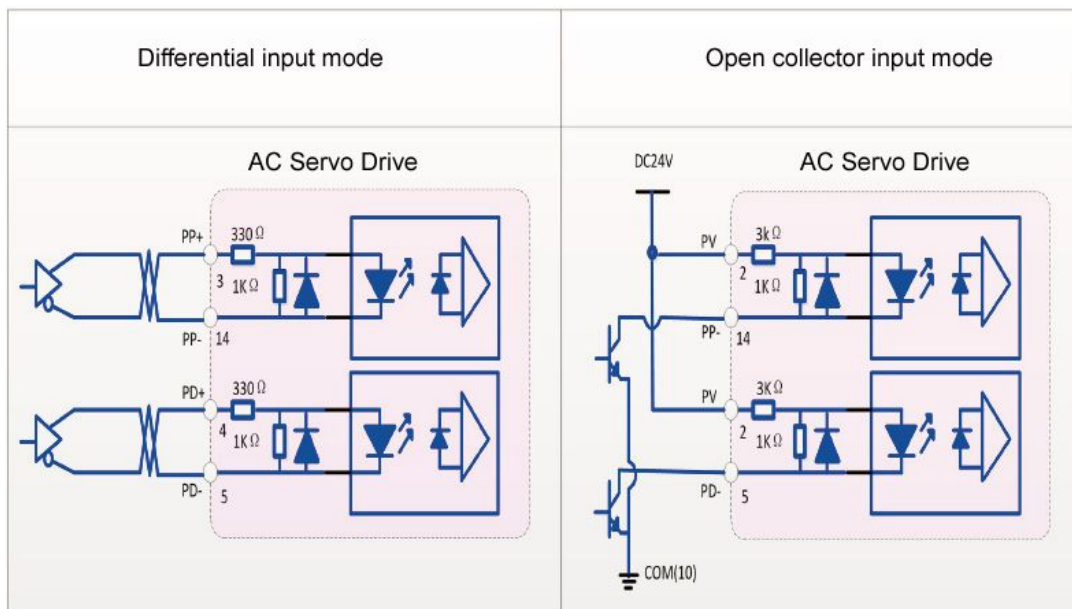 Differential input mode
Open collector input mode
AC Servo Drive
PP+
330Ω
3
1KΩ
PP-
14
PD+
330Ω
4
1KΩ
PD-
5
DC24V
AC Servo Drive
PV
3kΩ
2
1KΩ
PP-
14
PV
3KΩ
2
1KΩ
PD-
5
COM(10)